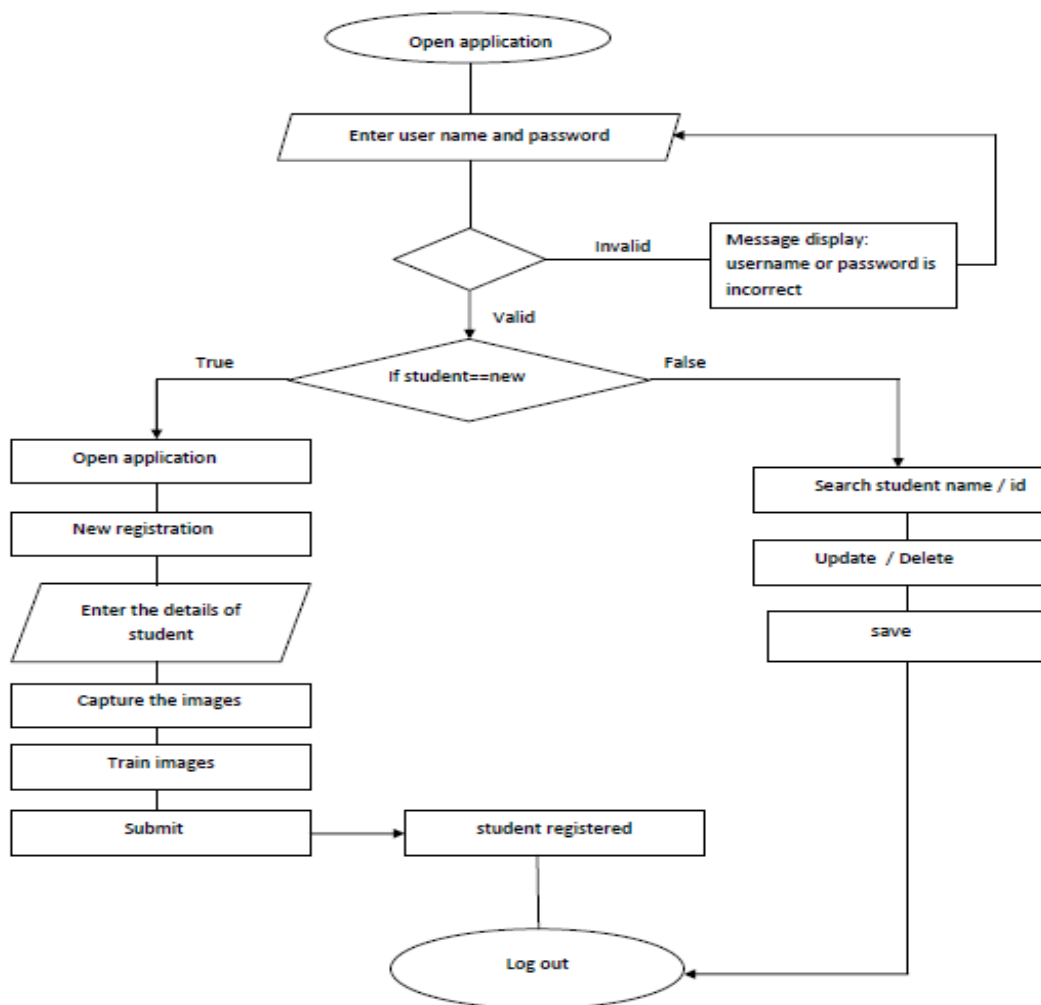 Open application
Enter user name and password
Invalid
Message display:
username or password is
incorrect
Valid
True
If student==new
False
Open application
New registration
Enter the details of
student
Capture the images
Train images
Submit
student registered
Search student name / id
Update / Delete
save
Log out